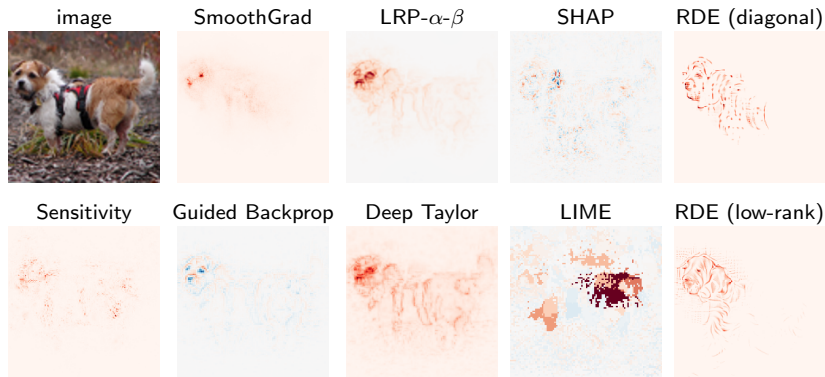 image
SmoothGrad
LRP-α-β
SHAP
RDE (diagonal)
Sensitivity
Guided Backprop
Deep Taylor
LIME
RDE (low-rank)